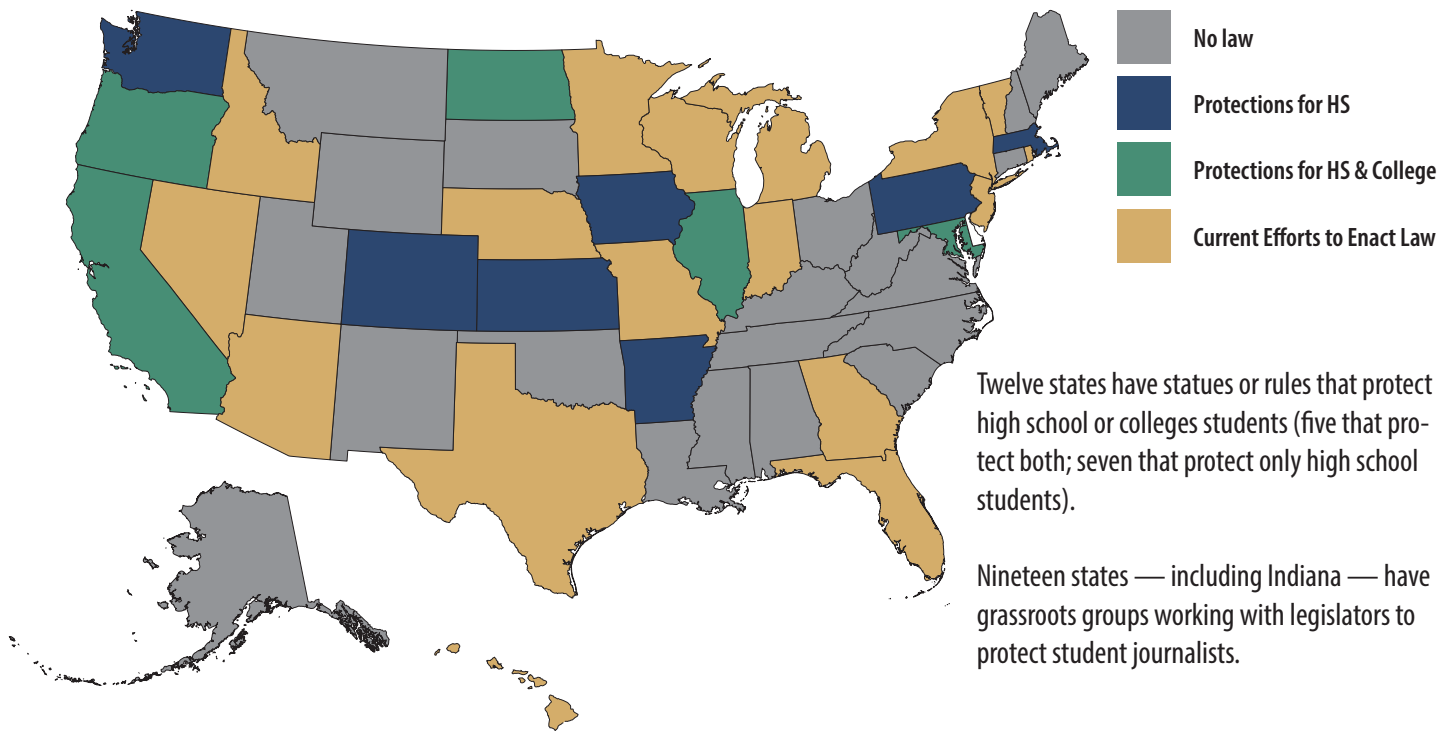 No law
Protections for HS
Protections for HS & College
Current Efforts to Enact Law
Twelve states have statues or rules that protect
high school or colleges students (five that pro-
tect both; seven that protect only high school
students).
Nineteen states — including Indiana — have
grassroots groups working with legislators to
protect student journalists.